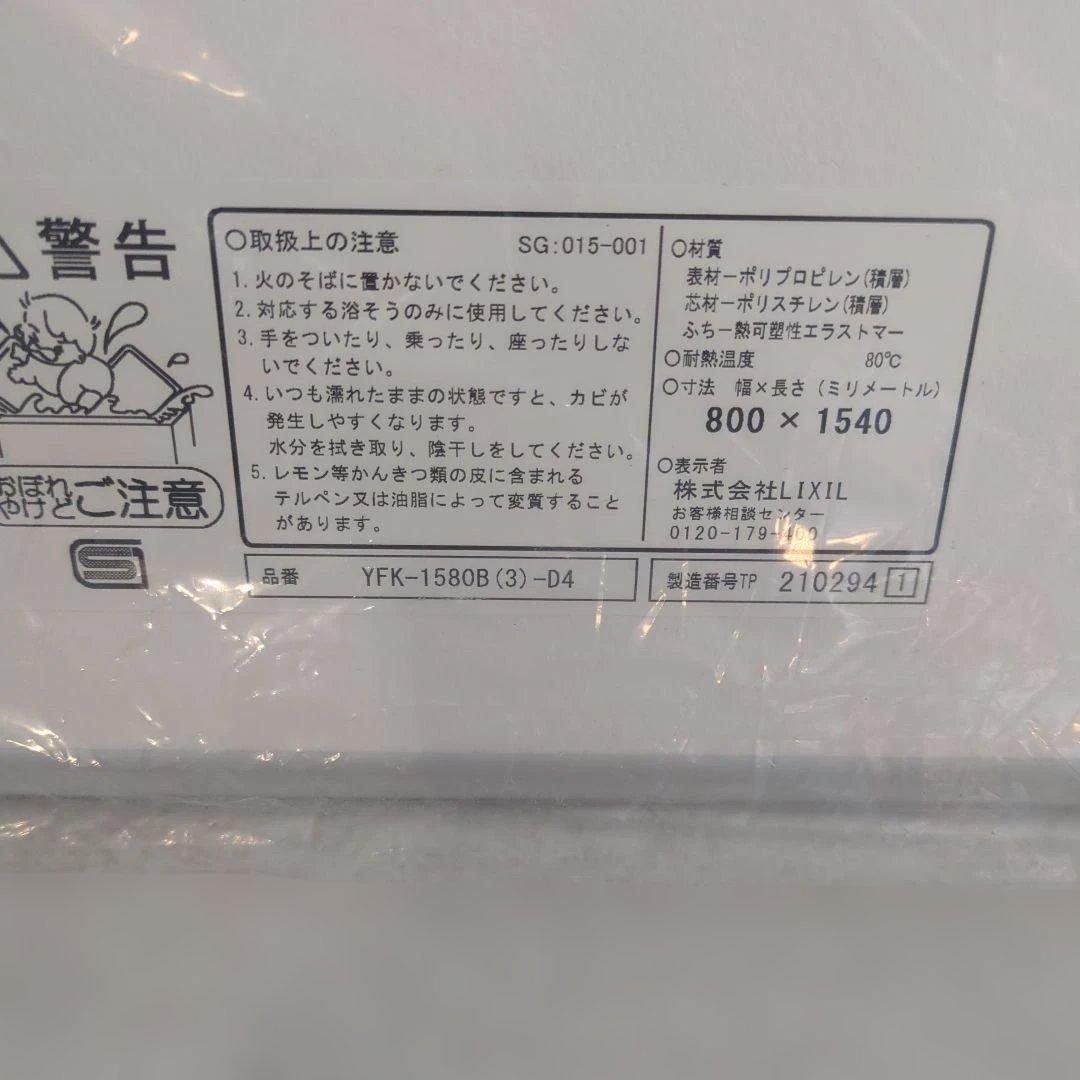 警告
おぼれ
やけど
ご注意
○取扱上の注意 SG:015-001
1. 火のそばに置かないでください。
2. 対応する浴そうのみに使用してください。
3. 手をついたり、乗ったり、座ったりしな
いでください。
4. いつも濡れたままの状態ですと、カビが
発生しやすくなります。
水分を拭き取り、陰干しをしてください。
5. レモン等かんきつ類の皮に含まれる
テルペン又は油脂によって変質すること
があります。
○材質
表材ーポリプロピレン(積層)
芯材ーポリスチレン(積層)
ふちー熱可塑性エラストマー
○耐熱温度 80℃
○寸法 幅×長さ(ミリメートル)
800 × 1540
○表示者
株式会社LIXIL
お客様相談センター
0120-179-400
品番 YFK-1580B(3)-D4
製造番号TP 210294 1